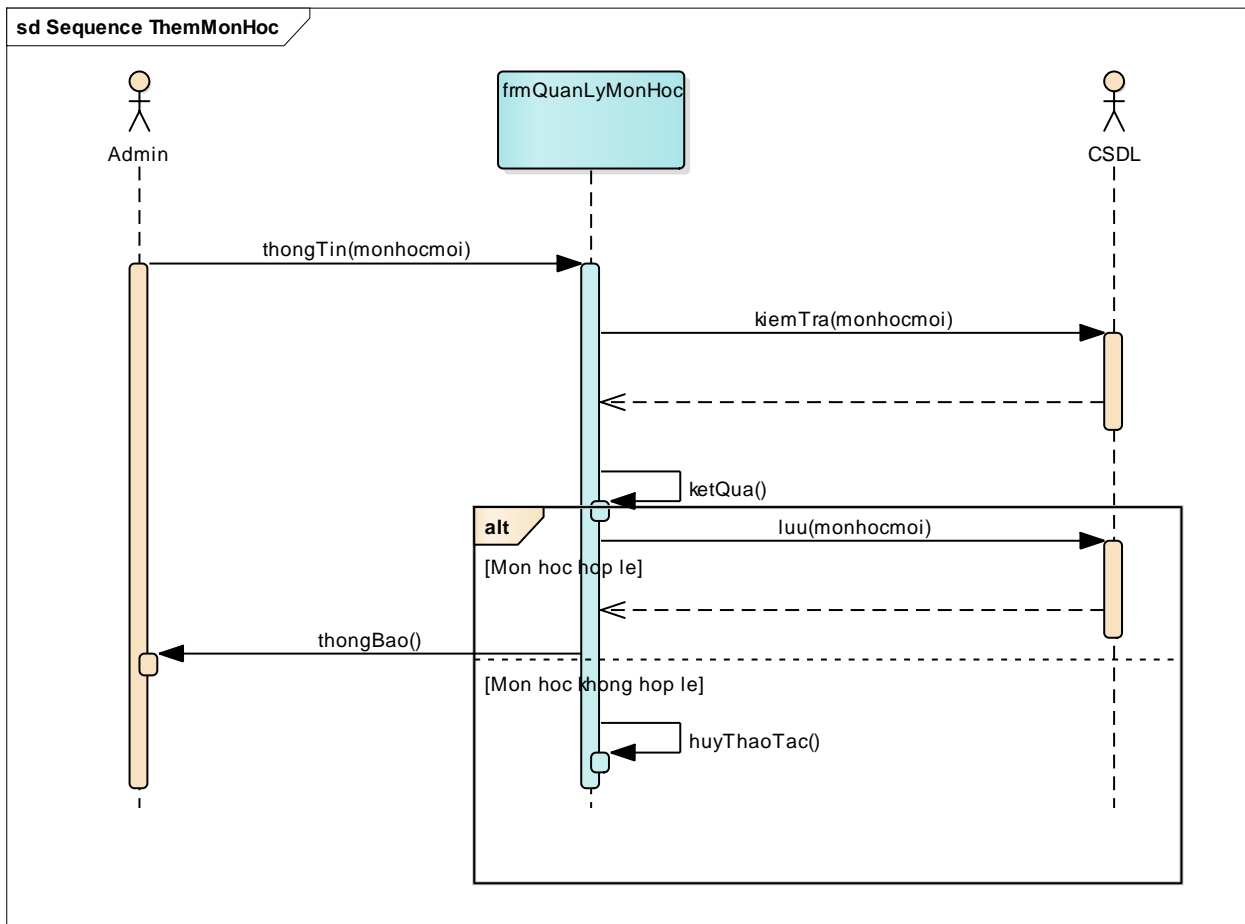 sd Sequence ThemMonHoc
frmQuanLyMonHoc
Admin
CSDL
thongTin(monhocmoi)
kiemTra(monhocmoi)
ketQua()
alt
luu(monhocmoi)
[Mon hoc hop le]
thongBao()
[Mon hoc khong hop le]
huyThaoTac()